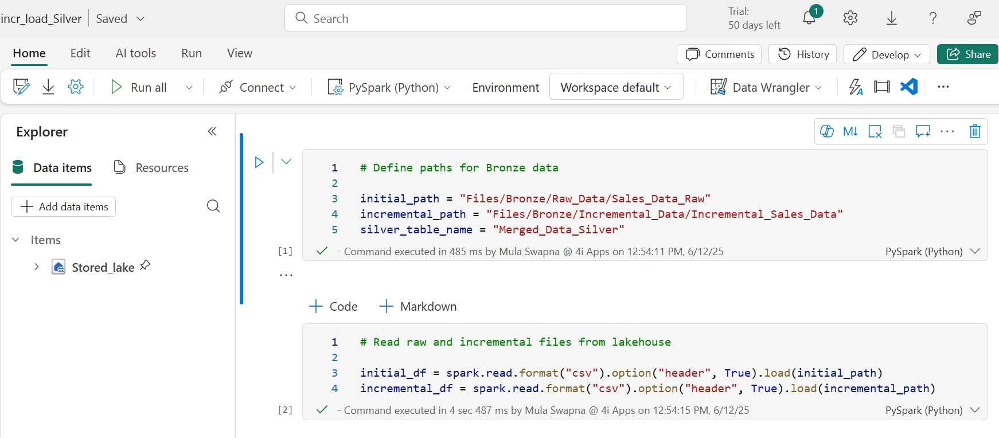 incr_load_Silver Saved
Search
Trial:
50 days left
1
Home Edit AI tools Run View
Comments History Develop Share
Run all Connect PySpark (Python) Environment Workspace default Data Wrangler ...
Explorer
Data items Resources
Add data items
Items
Stored_lake
M↓ ...
1 # Define paths for Bronze data
2
3 initial_path = "Files/Bronze/Raw_Data/Sales_Data_Raw"
4 incremental_path = "Files/Bronze/Incremental_Data/Incremental_Sales_Data"
5 silver_table_name = "Merged_Data_Silver"
[1] - Command executed in 485 ms by Mula Swapna @ 4i Apps on 12:54:11 PM, 6/12/25 PySpark (Python)
...
+ Code + Markdown
1 # Read raw and incremental files from lakehouse
2
3 initial_df = spark.read.format("csv").option("header", True).load(initial_path)
4 incremental_df = spark.read.format("csv").option("header", True).load(incremental_path)
[2] - Command executed in 4 sec 487 ms by Mula Swapna @ 4i Apps on 12:54:15 PM, 6/12/25 PySpark (Python)